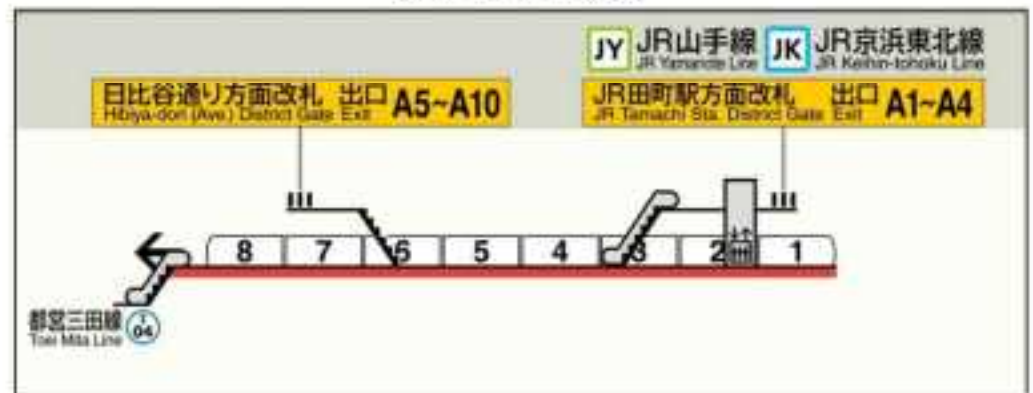 JY JR山手線 JK JR京浜東北線
JR Yamanote Line JR Keihin-tohoku Line
日比谷通り方面改札 出口 A5~A10
Hibiya-dori (Ave.) District Gate Exit
JR田町駅方面改札 出口 A1~A4
JR Tamachi Sta. District Gate Exit
8 7 6 5 4 3 2 1
都営三田線 I 04
Toei Mita Line